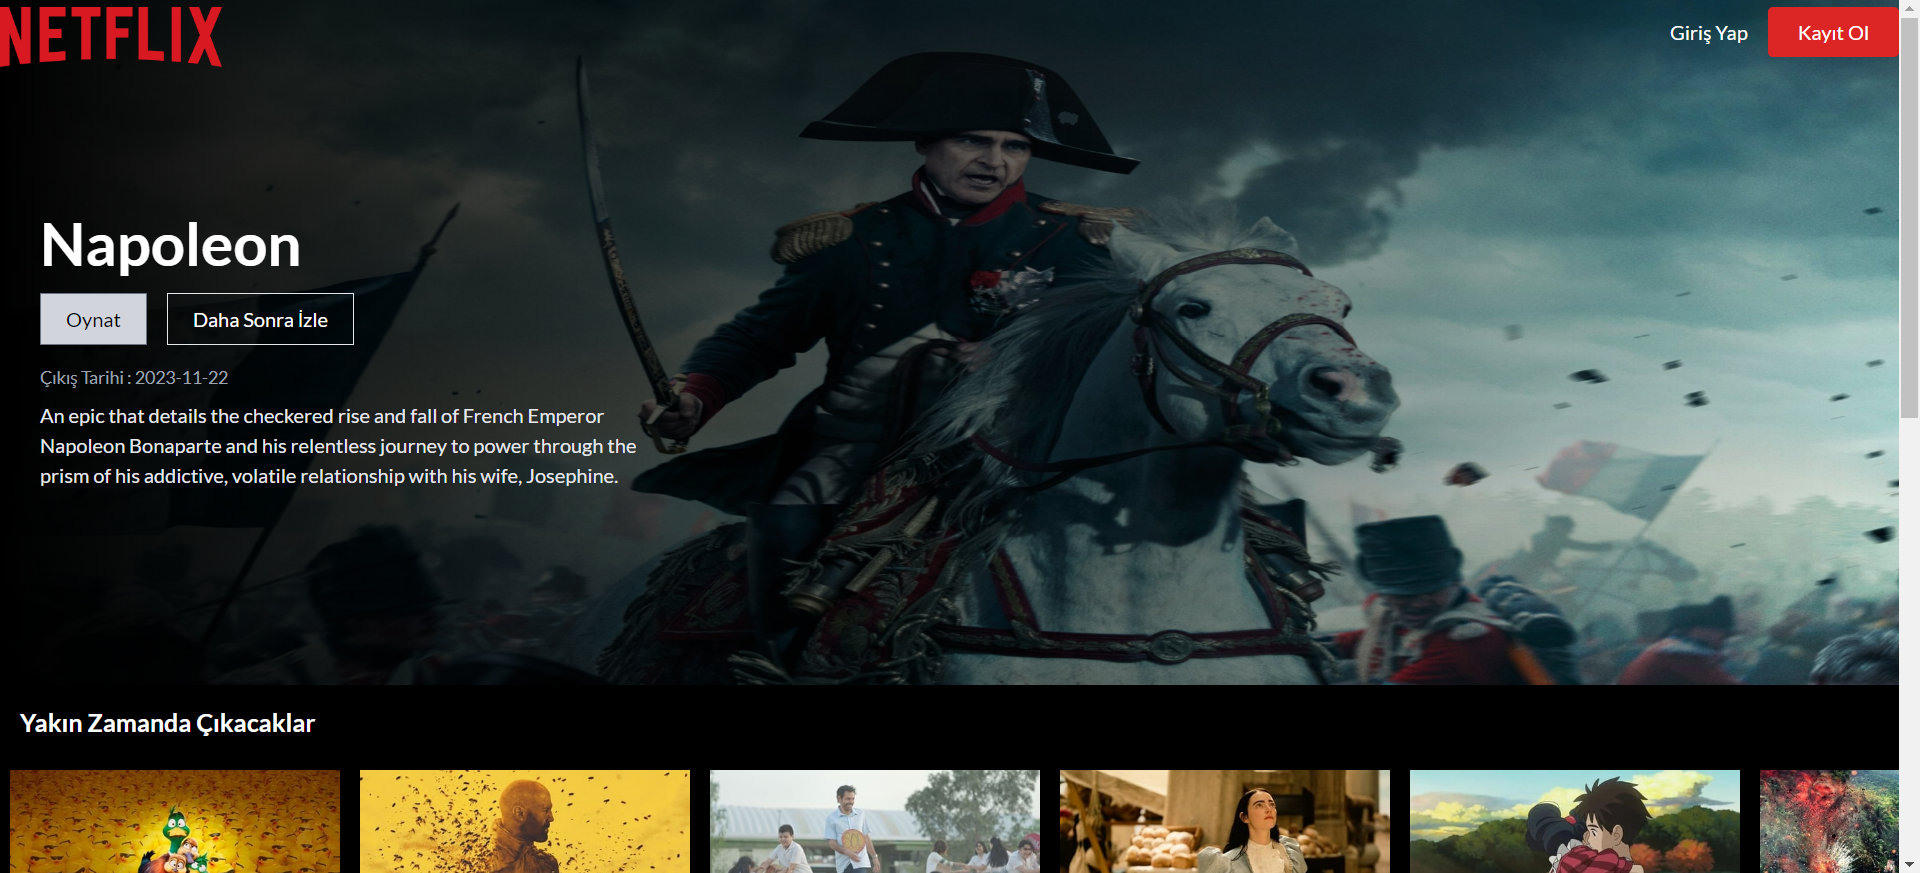 NETFLIX
Giriş Yap
Kayıt Ol
Napoleon
Oynat
Daha Sonra İzle
Çıkış Tarihi : 2023-11-22
An epic that details the checkered rise and fall of French Emperor
Napoleon Bonaparte and his relentless journey to power through the
prism of his addictive, volatile relationship with his wife, Josephine.
Yakın Zamanda Çıkacaklar